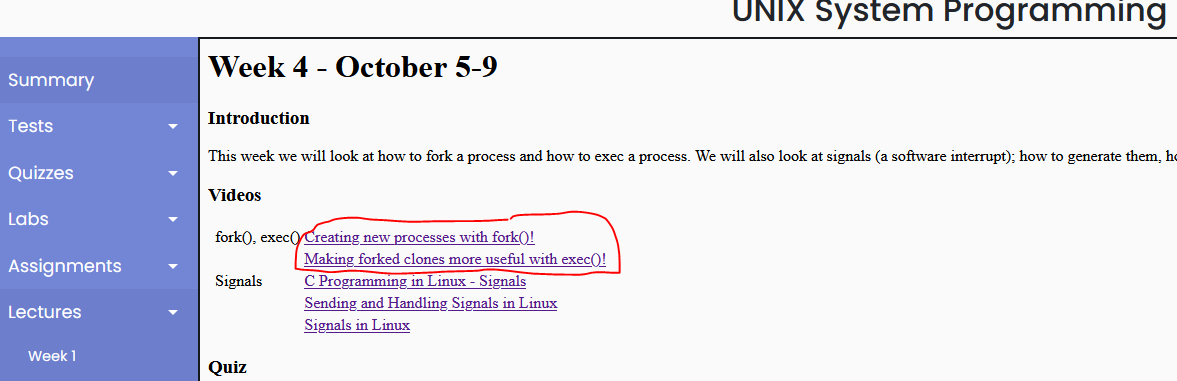 UNIX System Programming
Summary
Tests
Quizzes
Labs
Assignments
Lectures
Week 1
Week 4 - October 5-9
Introduction
This week we will look at how to fork a process and how to exec a process. We will also look at signals (a software interrupt); how to generate them,
Videos
fork(), exec() Creating new processes with fork()!
Making forked clones more useful with exec()!
Signals C Programming in Linux - Signals
Sending and Handling Signals in Linux
Signals in Linux
Quiz